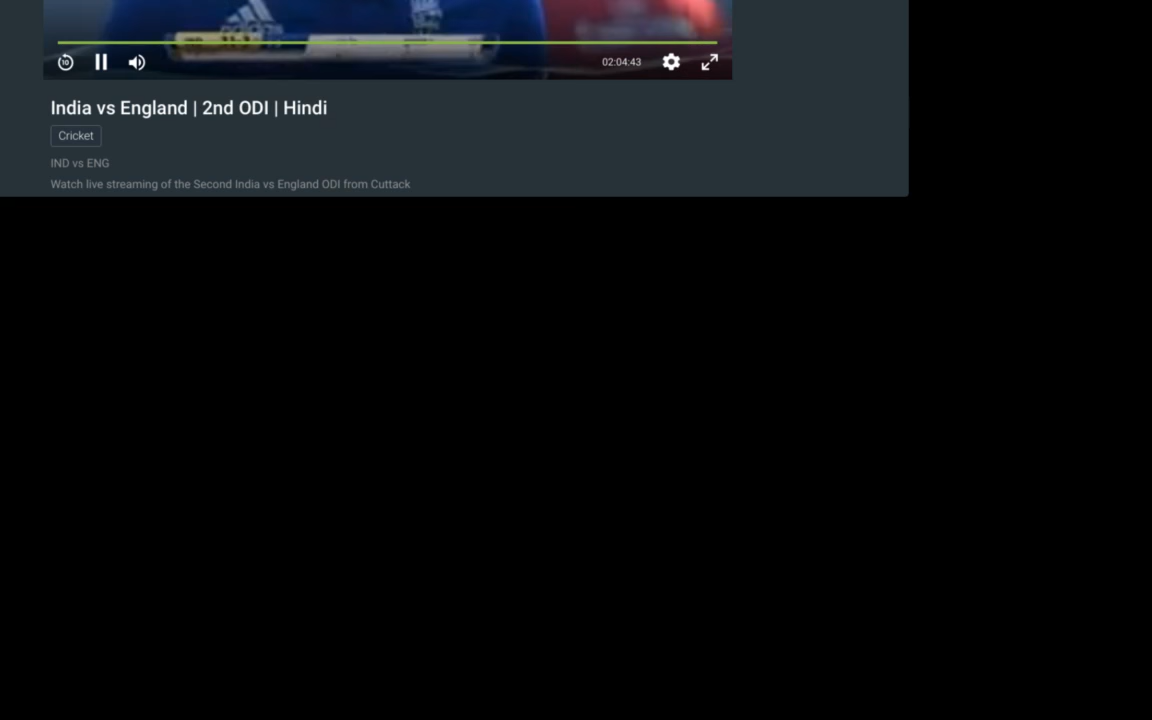 10
02:04:43
India vs England | 2nd ODI | Hindi
Cricket
IND vs ENG
Watch live streaming of the Second India vs England ODI from Cuttack